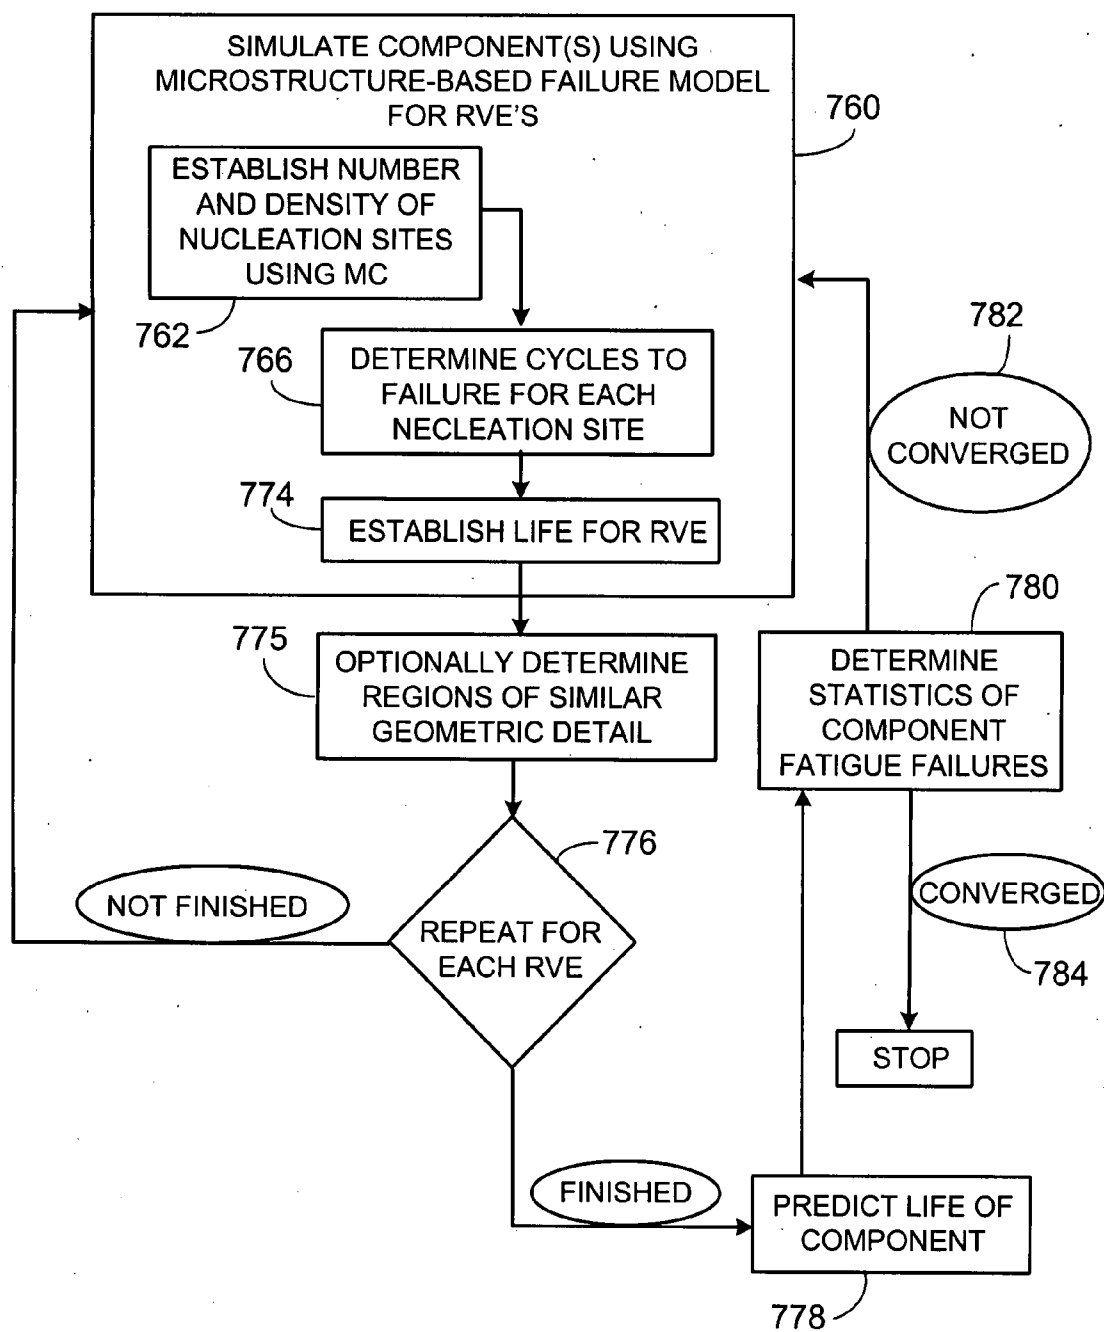 SIMULATE COMPONENT(S) USING
MICROSTRUCTURE-BASED FAILURE MODEL
FOR RVE'S
760
ESTABLISH NUMBER
AND DENSITY OF
NUCLEATION SITES
USING MC
762
766
DETERMINE CYCLES TO
FAILURE FOR EACH
NECLEATION SITE
774
ESTABLISH LIFE FOR RVE
782
NOT
CONVERGED
775
OPTIONALLY DETERMINE
REGIONS OF SIMILAR
GEOMETRIC DETAIL
780
DETERMINE
STATISTICS OF
COMPONENT
FATIGUE FAILURES
776
REPEAT FOR
EACH RVE
NOT FINISHED
CONVERGED
784
STOP
FINISHED
PREDICT LIFE OF
COMPONENT
778